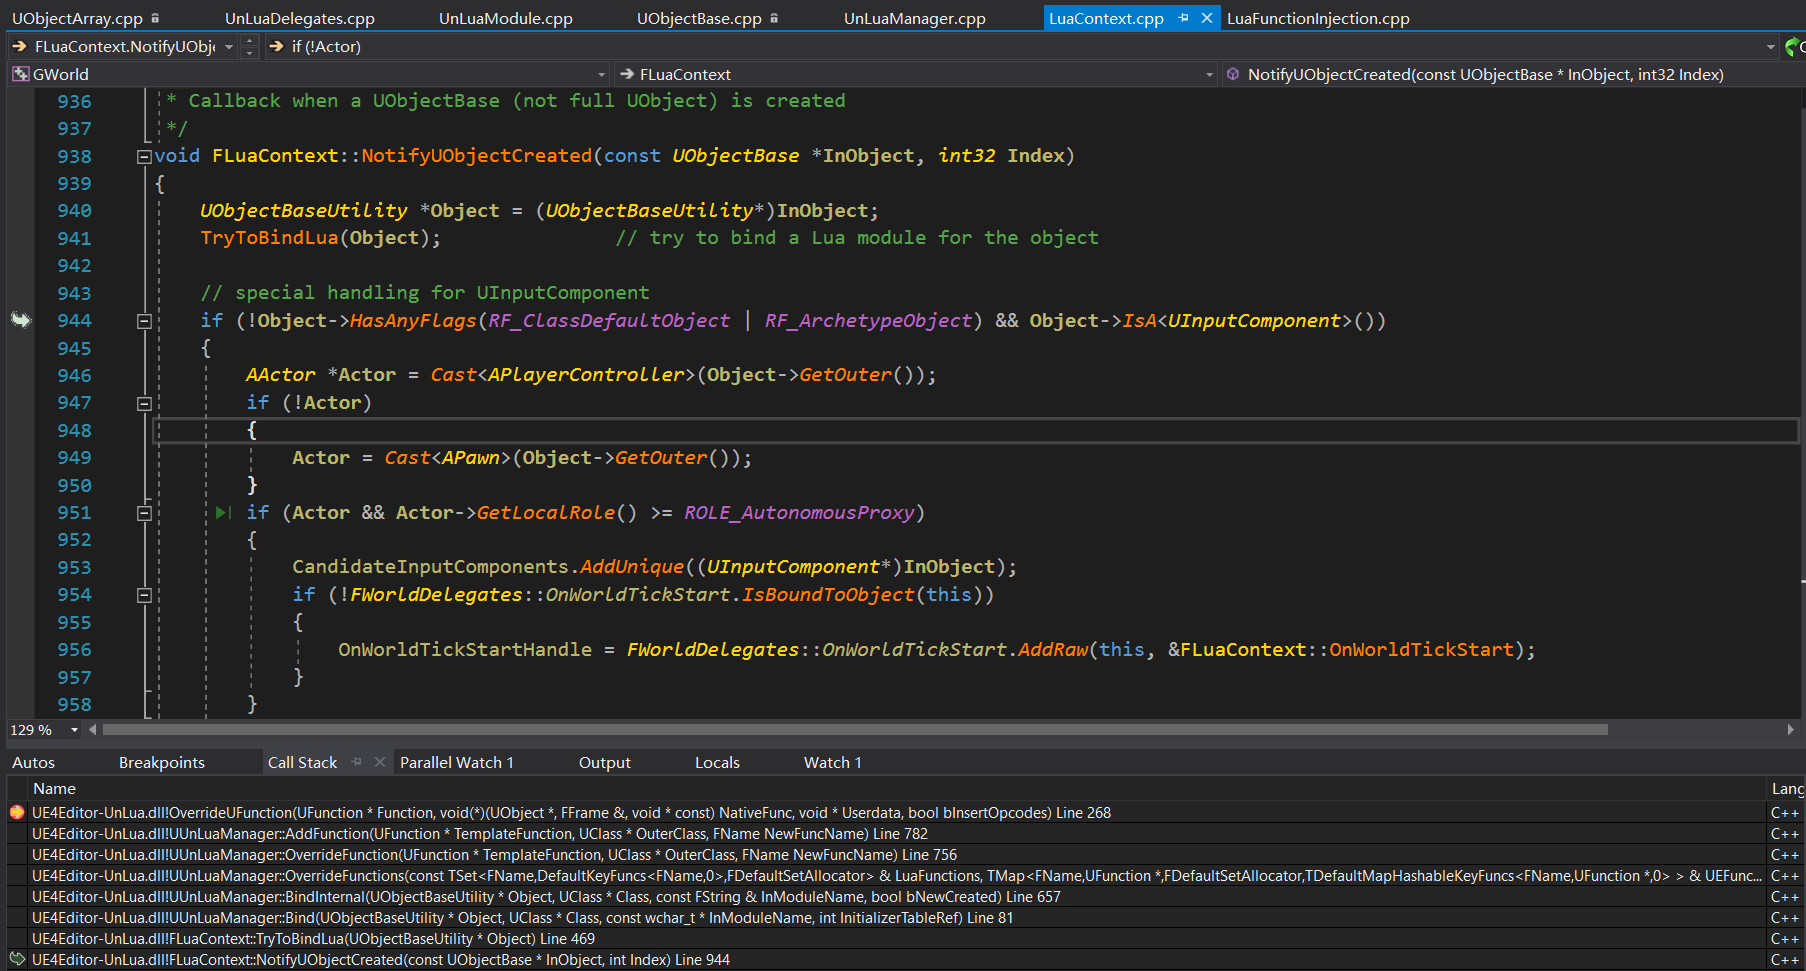 UObjectArray.cpp UnLuaDelegates.cpp UnLuaModule.cpp UObjectBase.cpp UnLuaManager.cpp LuaContext.cpp LuaFunctionInjection.cpp
FLuaContext.NotifyUObje if (!Actor)
GWorld FLuaContext NotifyUObjectCreated(const UObjectBase * InObject, int32 Index)
936 * Callback when a UObjectBase (not full UObject) is created
937 */
938 void FLuaContext::NotifyUObjectCreated(const UObjectBase *InObject, int32 Index)
939 {
940 UObjectBaseUtility *Object = (UObjectBaseUtility*)InObject;
941 TryToBindLua(Object); // try to bind a Lua module for the object
942
943 // special handling for UInputComponent
944 if (!Object->HasAnyFlags(RF_ClassDefaultObject | RF_ArchetypeObject) && Object->IsA<UInputComponent>())
945 {
946 AActor *Actor = Cast<APlayerController>(Object->GetOuter());
947 if (!Actor)
948 {
949 Actor = Cast<APawn>(Object->GetOuter());
950 }
951 if (Actor && Actor->GetLocalRole() >= ROLE_AutonomousProxy)
952 {
953 CandidateInputComponents.AddUnique((UInputComponent*)InObject);
954 if (!FWorldDelegates::OnWorldTickStart.IsBoundToObject(this))
955 {
956 OnWorldTickStartHandle = FWorldDelegates::OnWorldTickStart.AddRaw(this, &FLuaContext::OnWorldTickStart);
957 }
958 }
129 %
Autos Breakpoints Call Stack Parallel Watch 1 Output Locals Watch 1
Name Lang
UE4Editor-UnLua.dll!OverrideUFunction(UFunction * Function, void(*)(UObject *, FFrame &, void * const) NativeFunc, void * Userdata, bool bInsertOpcodes) Line 268 C++
UE4Editor-UnLua.dll!UUnLuaManager::AddFunction(UFunction * TemplateFunction, UClass * OuterClass, FName NewFuncName) Line 782 C++
UE4Editor-UnLua.dll!UUnLuaManager::OverrideFunction(UFunction * TemplateFunction, UClass * OuterClass, FName NewFuncName) Line 756 C++
UE4Editor-UnLua.dll!UUnLuaManager::OverrideFunctions(const TSet<FName,DefaultKeyFuncs<FName,0>,FDefaultSetAllocator> & LuaFunctions, TMap<FName,UFunction *,FDefaultSetAllocator,TDefaultMapHashableKeyFuncs<FName,UFunction *,0> > & UEFunc... C++
UE4Editor-UnLua.dll!UUnLuaManager::BindInternal(UObjectBaseUtility * Object, UClass * Class, const FString & InModuleName, bool bNewCreated) Line 657 C++
UE4Editor-UnLua.dll!UUnLuaManager::Bind(UObjectBaseUtility * Object, UClass * Class, const wchar_t * InModuleName, int InitializerTableRef) Line 81 C++
UE4Editor-UnLua.dll!FLuaContext::TryToBindLua(UObjectBaseUtility * Object) Line 469 C++
UE4Editor-UnLua.dll!FLuaContext::NotifyUObjectCreated(const UObjectBase * InObject, int Index) Line 944 C++